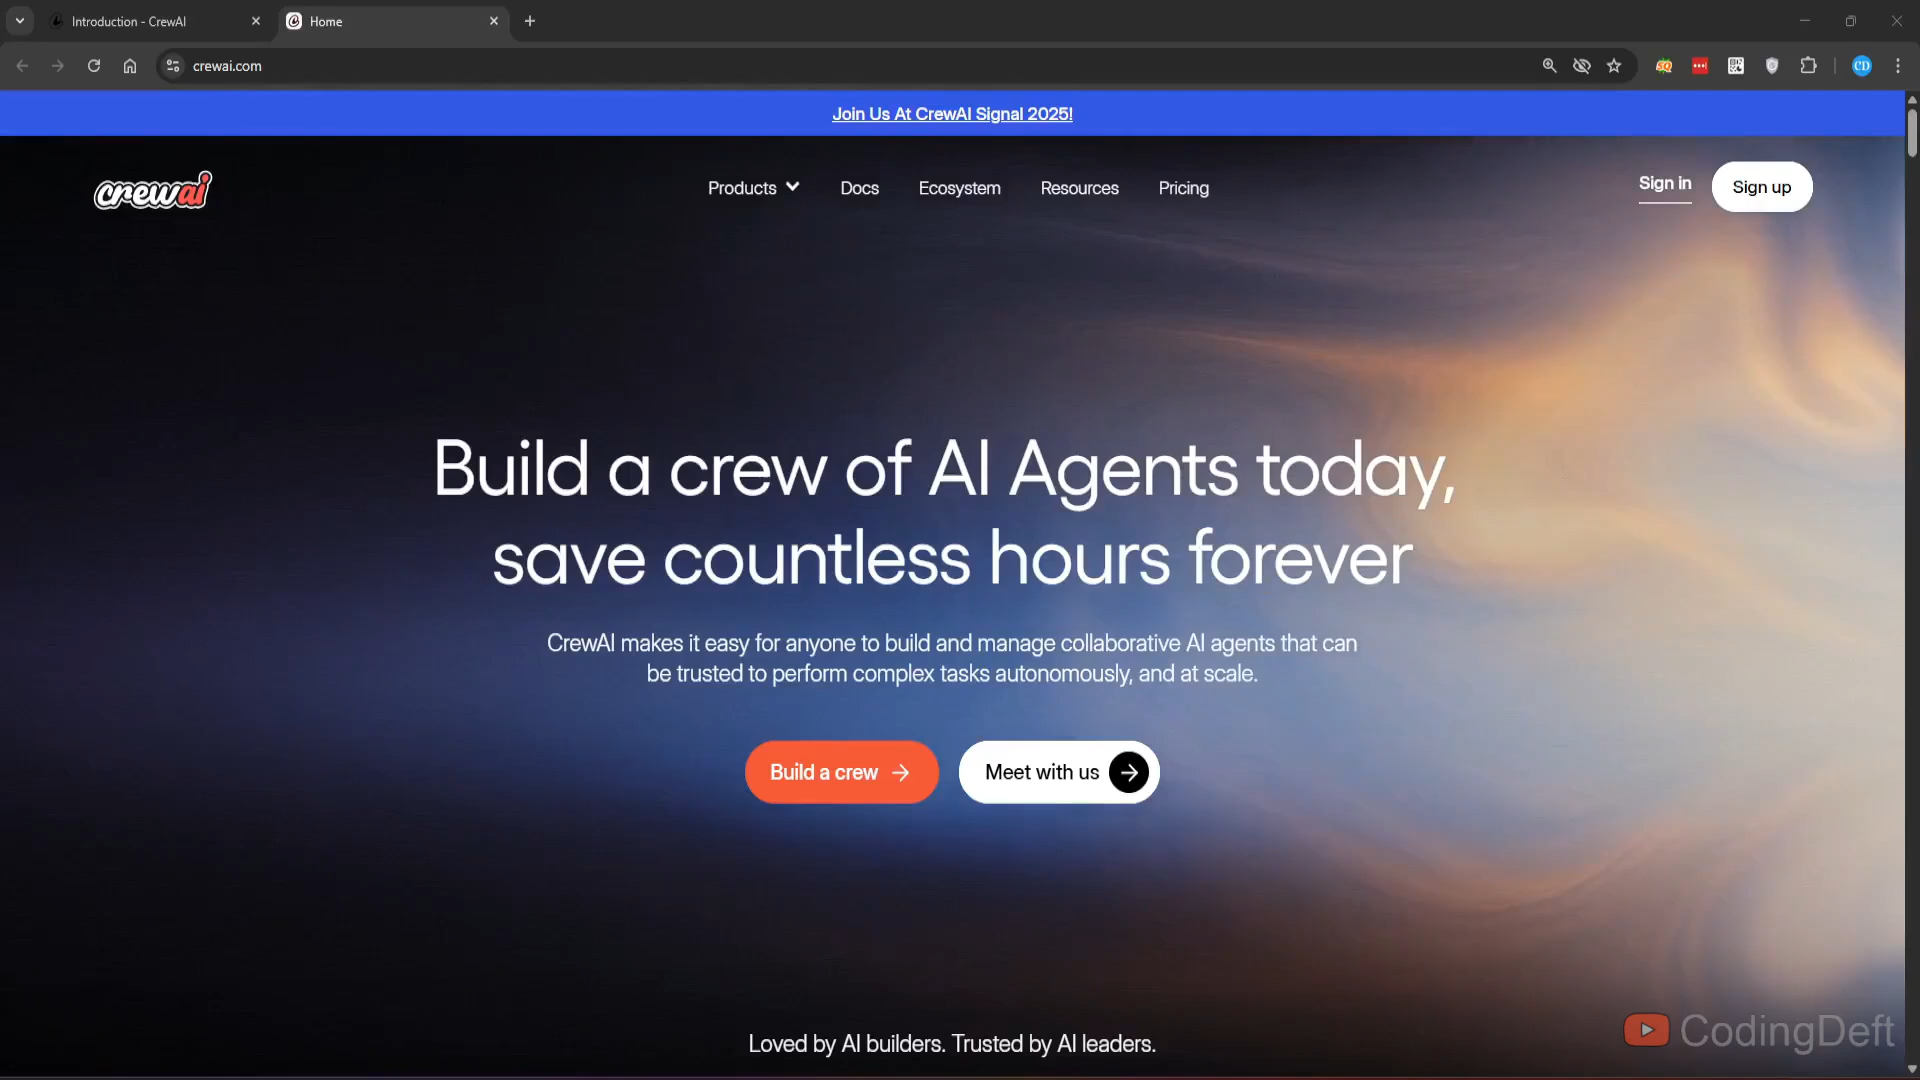 Introduction - CrewAI
Home
crewai.com
CD
Join Us At CrewAI Signal 2025!
crewai
Products
Docs
Ecosystem
Resources
Pricing
Sign in
Sign up
Build a crew of AI Agents today,
save countless hours forever
CrewAI makes it easy for anyone to build and manage collaborative AI agents that can
be trusted to perform complex tasks autonomously, and at scale.
Build a crew
Meet with us
Loved by AI builders. Trusted by AI leaders.
CodingDeft